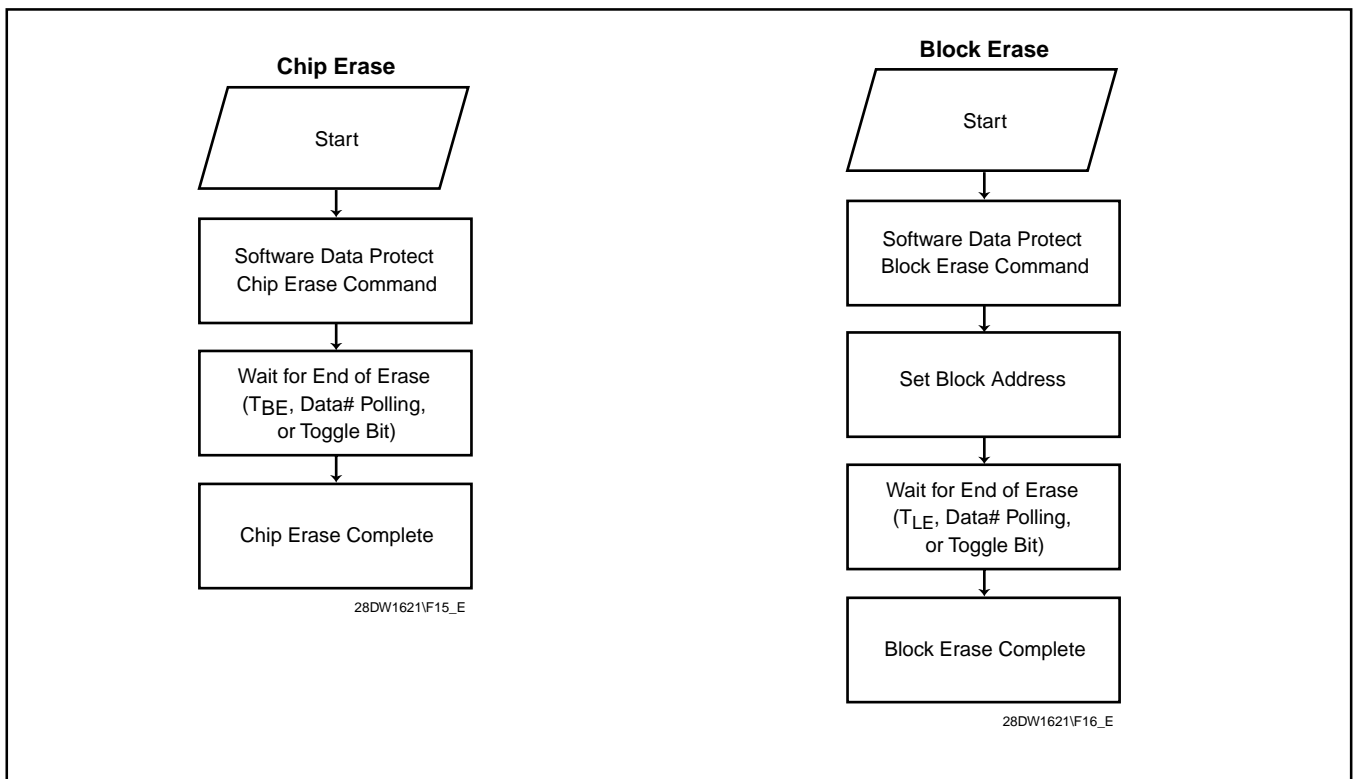 Chip Erase
Start
Software Data Protect
Chip Erase Command
Wait for End of Erase
(TBE, Data# Polling,
or Toggle Bit)
Chip Erase Complete
28DW1621\F15_E
Block Erase
Start
Software Data Protect
Block Erase Command
Set Block Address
Wait for End of Erase
(TLE, Data# Polling,
or Toggle Bit)
Block Erase Complete
28DW1621\F16_E